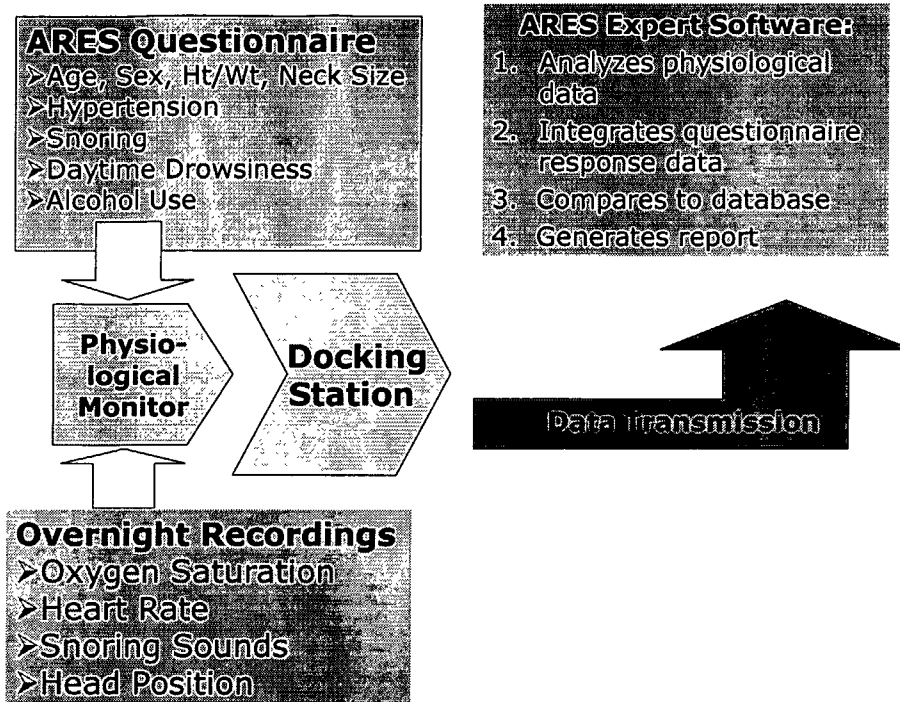 ARES Questionnaire
➢Age, Sex, Ht/Wt, Neck Size
➢Hypertension
➢Snoring
➢Daytime Drowsiness
➢Alcohol Use
Physio-
logical
Monitor
Docking
Station
Overnight Recordings
➢Oxygen Saturation
➢Heart Rate
➢Snoring Sounds
➢Head Position
ARES Expert Software:
1. Analyzes physiological
data
2. Integrates questionnaire
response data
3. Compares to database
4. Generates report
Data Transmission